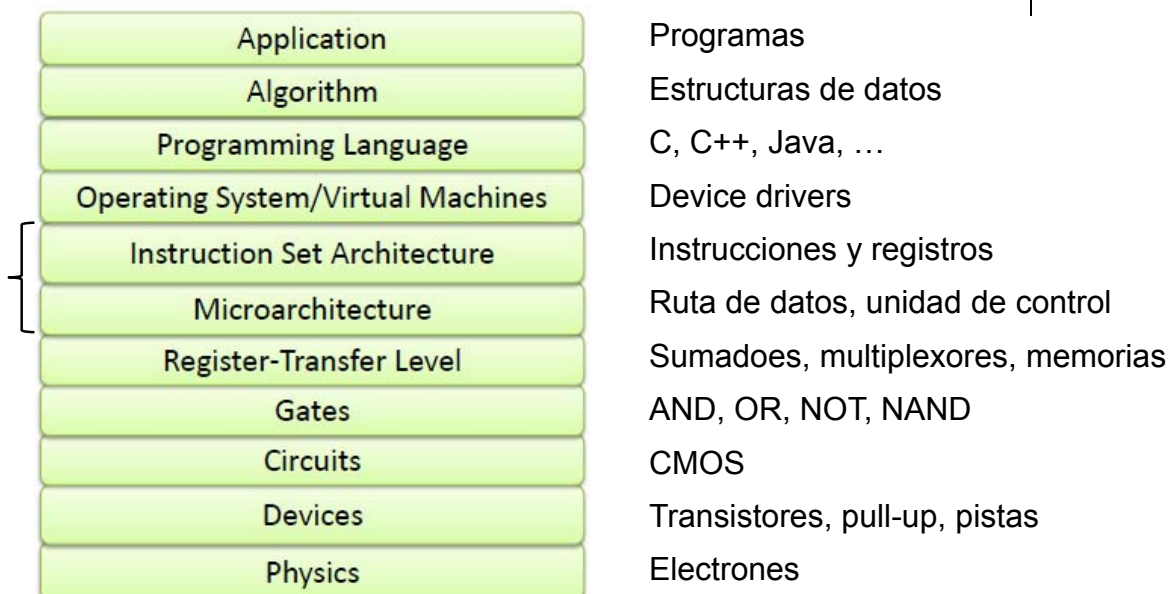 Application Programas
Algorithm Estructuras de datos
Programming Language C, C++, Java, …
Operating System/Virtual Machines Device drivers
Instruction Set Architecture Instrucciones y registros
Microarchitecture Ruta de datos, unidad de control
Register-Transfer Level Sumadoes, multiplexores, memorias
Gates AND, OR, NOT, NAND
Circuits CMOS
Devices Transistores, pull-up, pistas
Physics Electrones